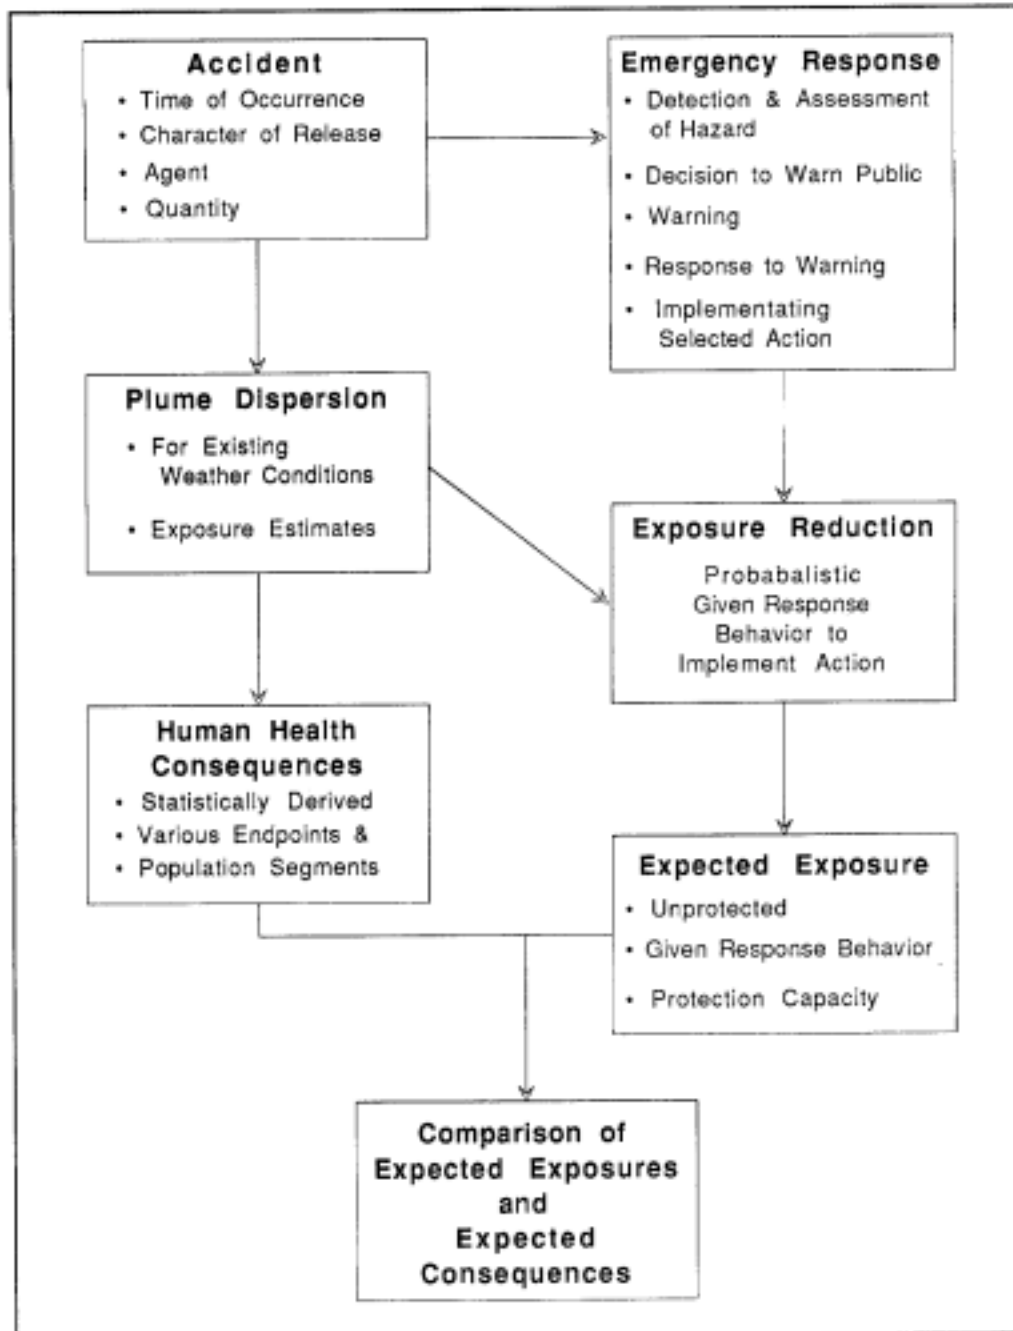 Accident
• Time of Occurrence
• Character of Release
• Agent
• Quantity
Emergency Response
• Detection & Assessment
of Hazard
• Decision to Warn Public
• Warning
• Response to Warning
• Implementating
Selected Action
Plume Dispersion
• For Existing
Weather Conditions
• Exposure Estimates
Exposure Reduction
Probabalistic
Given Response
Behavior to
Implement Action
Human Health
Consequences
• Statistically Derived
• Various Endpoints &
• Population Segments
Expected Exposure
• Unprotected
• Given Response Behavior
• Protection Capacity
Comparison of
Expected Exposures
and
Expected
Consequences